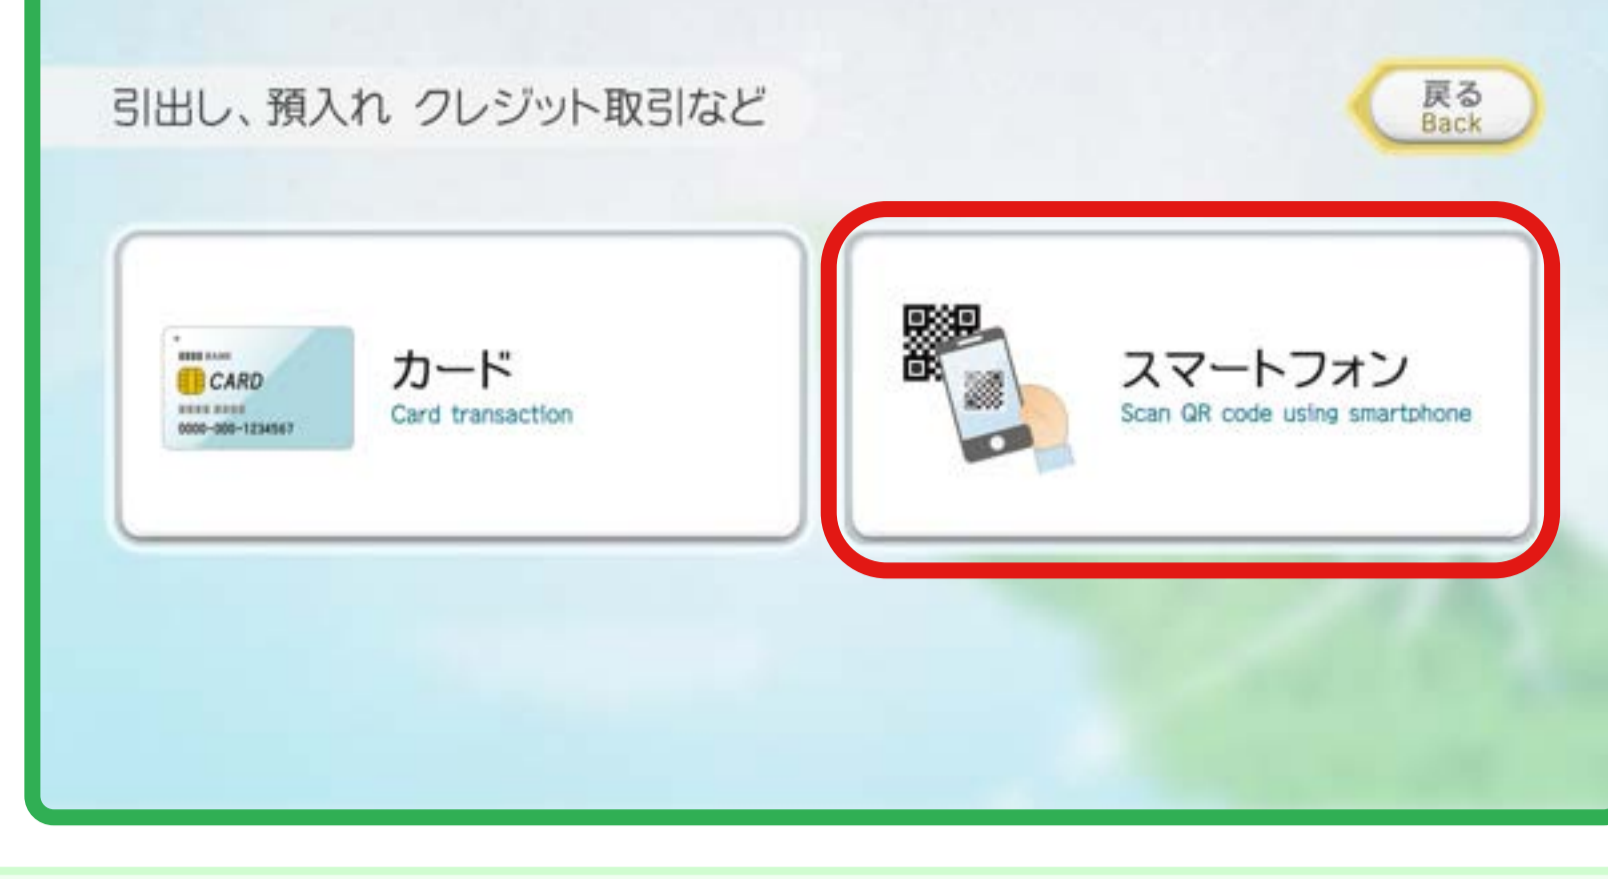 引出し、預入れ クレジット取引など
戻る
Back
CARD
0000-000-1234567
カード
Card transaction
スマートフォン
Scan QR code using smartphone